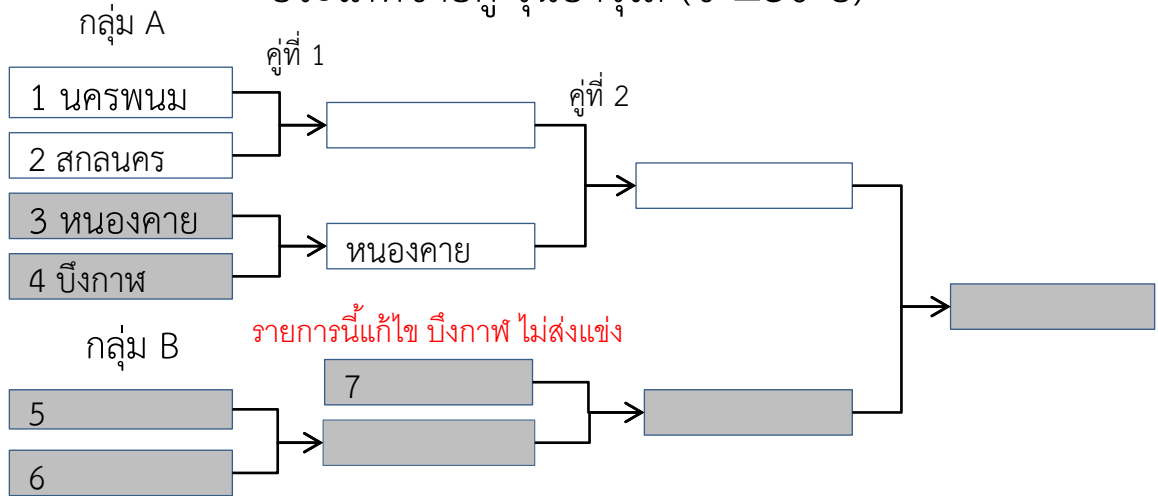 กลุ่ม A
คู่ที่ 1
1 นครพนม
คู่ที่ 2
2 สกลนคร
3 หนองคาย
หนองคาย
4 บึงกาฬ
รายการนี้แก้ไข บึงกาฬ ไม่ส่งแข่ง
กลุ่ม B
7
5
6